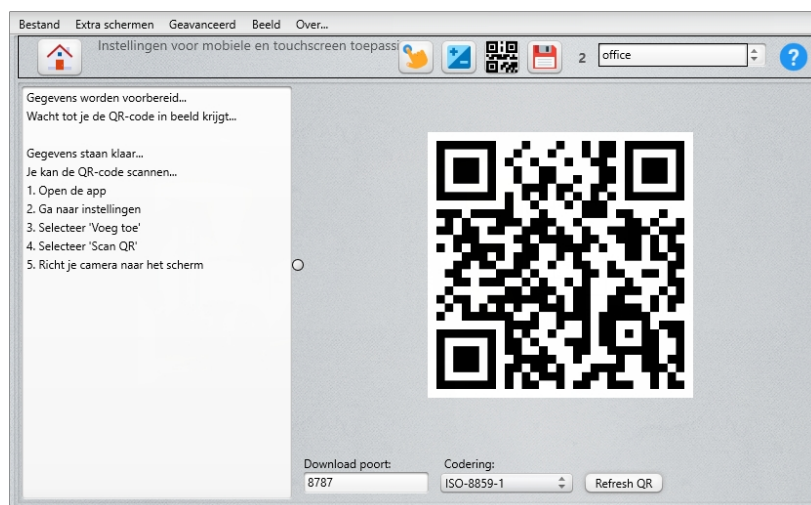 Bestand Extra schermen Geavanceerd Beeld Over...
Instellingen voor mobiele en touchscreen toepassi
2 office ?
Gegevens worden voorbereid...
Wacht tot je de QR-code in beeld krijgt...
Gegevens staan klaar...
Je kan de QR-code scannen...
1. Open de app
2. Ga naar instellingen
3. Selecteer 'Voeg toe'
4. Selecteer 'Scan QR'
5. Richt je camera naar het scherm
Download poort: Codering:
8787 ISO-8859-1 Refresh QR